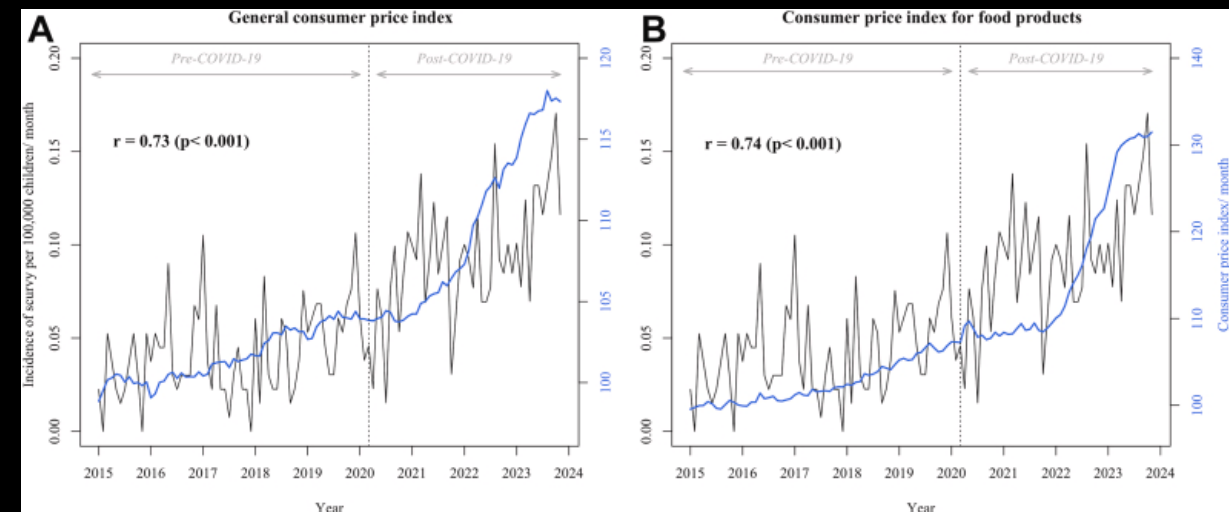 A
General consumer price index
Pre-COVID-19
Post-COVID-19
r = 0.73 (p< 0.001)
Incidence of scurvy per 100,000 children/ month
0.20
0.15
0.10
0.05
0.00
120
115
110
105
100
2015 2016 2017 2018 2019 2020 2021 2022 2023 2024
Year
B
Consumer price index for food products
Pre-COVID-19
Post-COVID-19
r = 0.74 (p< 0.001)
0.20
0.15
0.10
0.05
0.00
140
130
120
110
100
Consumer price index/ month
2015 2016 2017 2018 2019 2020 2021 2022 2023 2024
Year